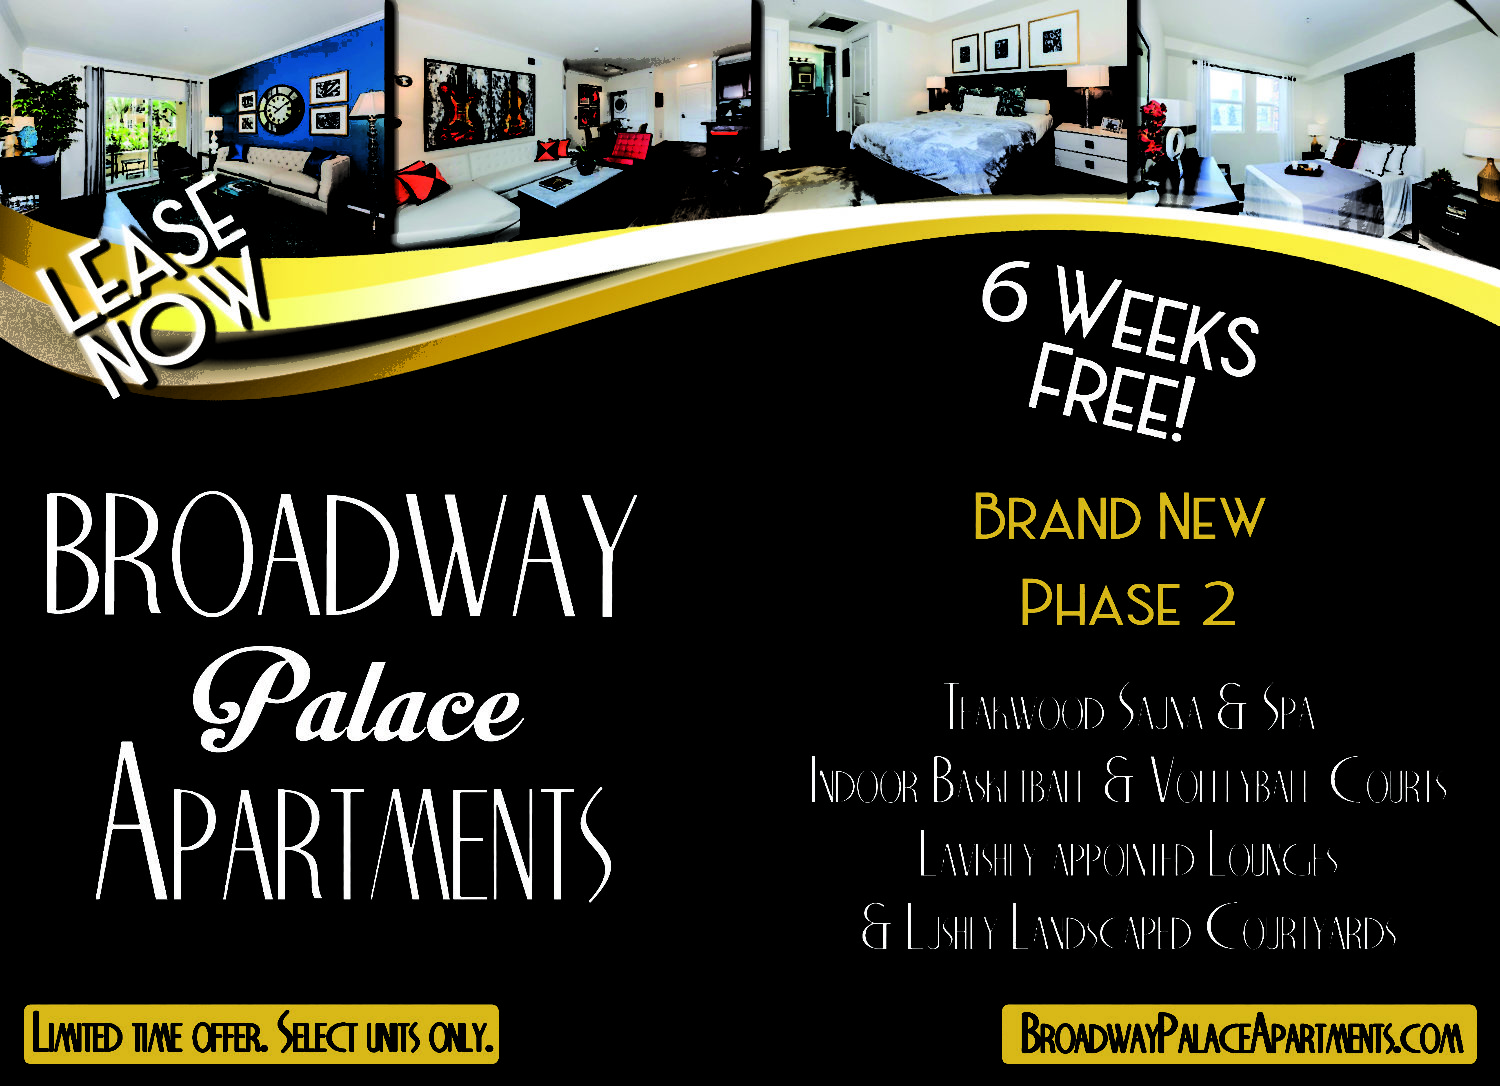 LEASE
NOW
6 WEEKS
FREE!
BROADWAY
Palace
APARTMENTS
BRAND NEW
PHASE 2
TEAKWOOD SAUNA & SPA
INDOOR BASKETBALL & VOLLEYBALL COURTS
LAVISHLY APPOINTED LOUNGES
& LUSHLY LANDSCAPED COURTYARDS
LIMITED TIME OFFER. SELECT UNITS ONLY.
BROADWAYPALACEAPARTMENTS.COM